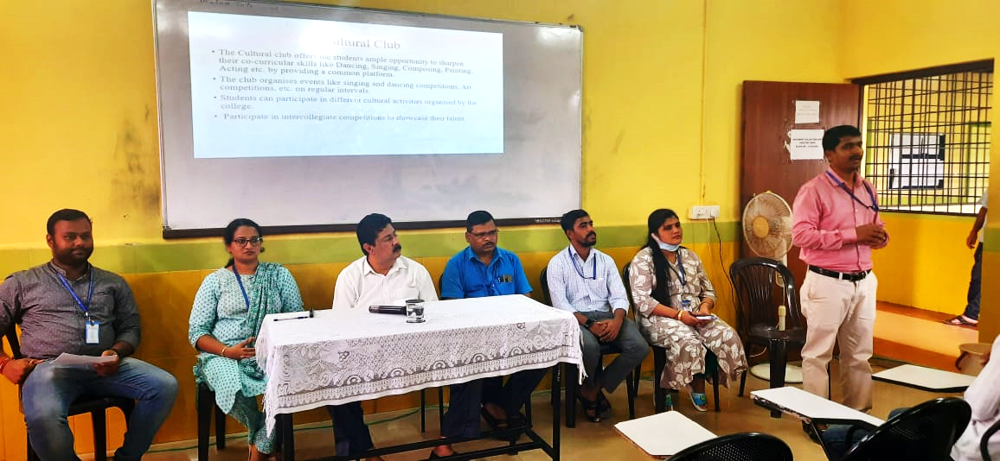 Cultural Club
• The Cultural club offers the students ample opportunity to sharpen
their co-curricular skills like Dancing, Singing, Composing, Painting,
Acting etc. by providing a common platform.
• The club organises events like singing and dancing competitions, Art
competitions, etc. on regular intervals.
• Students can participate in different cultural activities organised by the
college.
• Participate in intercollegiate competitions to showcase their talent.